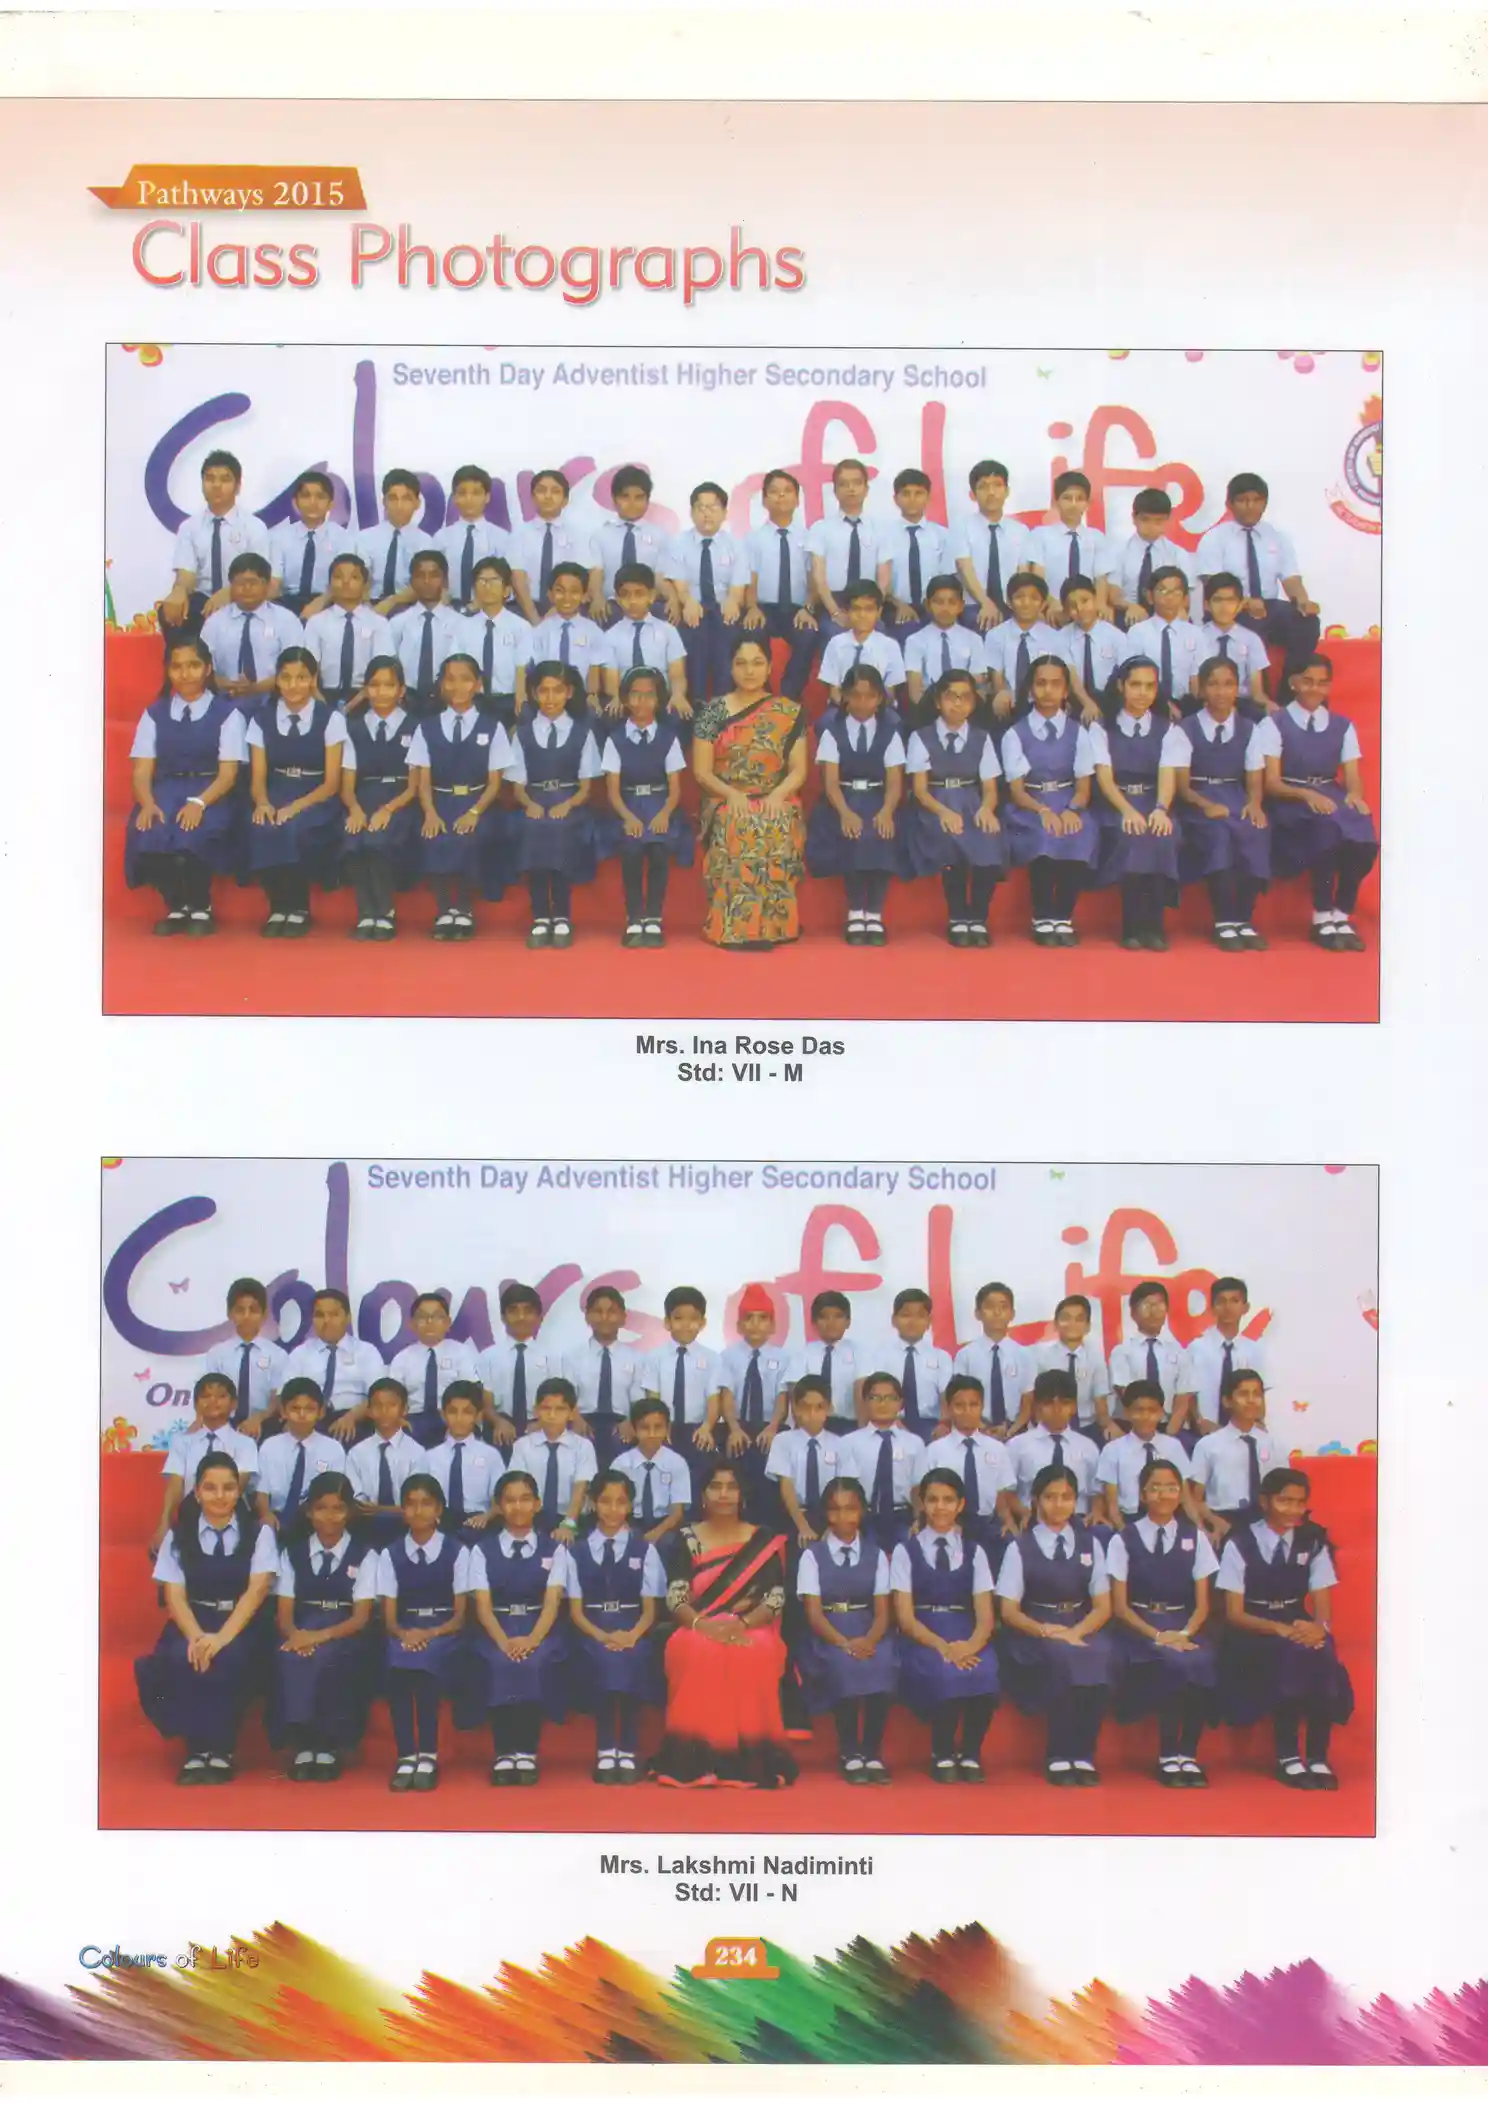 Pathways 2015
Class Photographs
Seventh Day Adventist Higher Secondary School
Colours of Life
Mrs. Ina Rose Das
Std: VII - M
Seventh Day Adventist Higher Secondary School
Colours of Life
On
Mrs. Lakshmi Nadiminti
Std: VII - N
Colours of Life
234